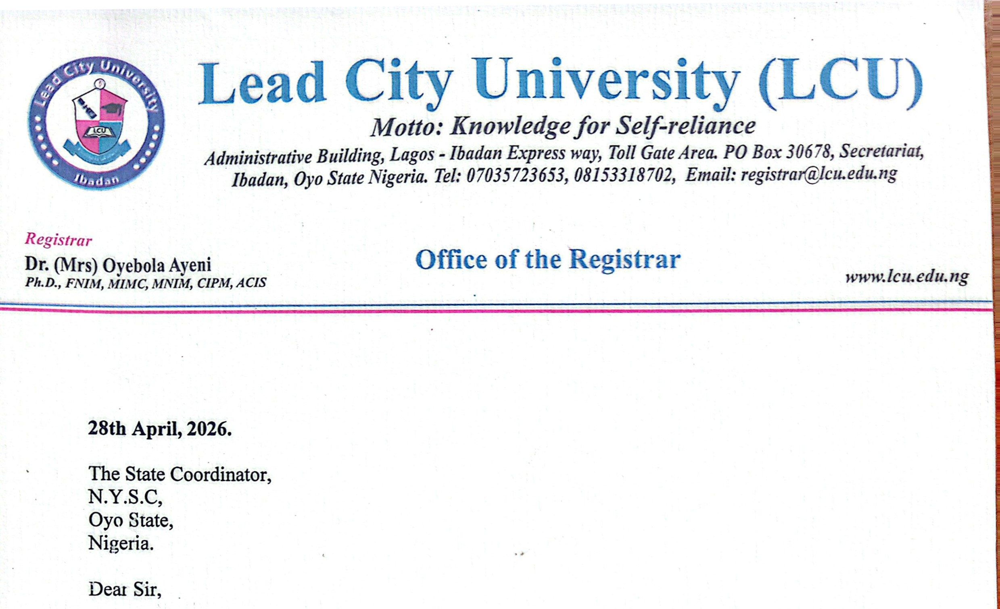 Lead City University
LCU
Ibadan
Lead City University (LCU)
Motto: Knowledge for Self-reliance
Administrative Building, Lagos - Ibadan Express way, Toll Gate Area. PO Box 30678, Secretariat,
Ibadan, Oyo State Nigeria. Tel: 07035723653, 08153318702, Email: registrar@lcu.edu.ng
Registrar
Dr. (Mrs) Oyebola Ayeni
Ph.D., FNIM, MIMC, MNIM, CIPM, ACIS
Office of the Registrar
www.lcu.edu.ng
28th April, 2026.
The State Coordinator,
N.Y.S.C,
Oyo State,
Nigeria.
Dear Sir,